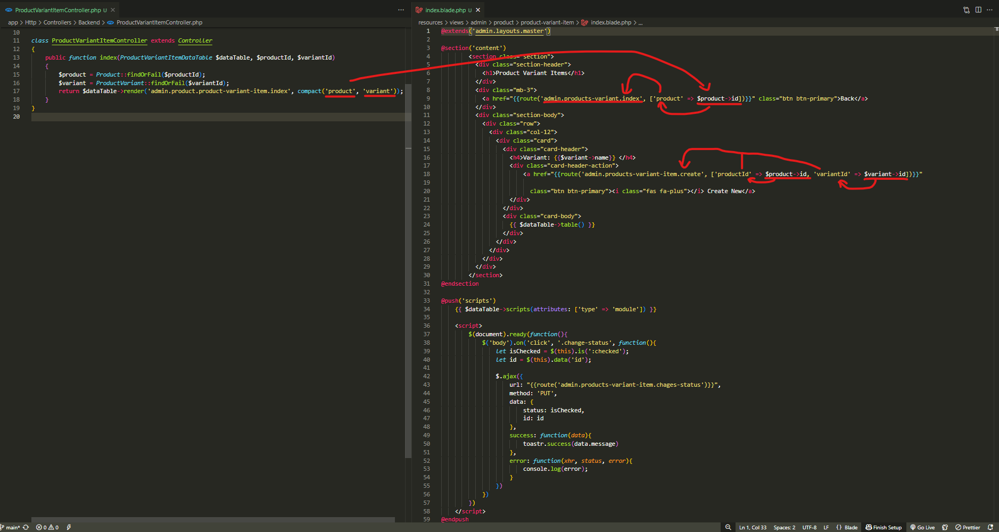 ProductVariantItemController.php U
app > Http > Controllers > Backend > ProductVariantItemController.php
10
11 class ProductVariantItemController extends Controller
12 {
13 public function index(ProductVariantItemDataTable $dataTable, $productId, $variantId)
14 {
15 $product = Product::findOrFail($productId);
16 $variant = ProductVariant::findOrFail($variantId);
17 return $dataTable->render('admin.product.product-variant-item.index', compact('product', 'variant'));
18 }
19 }
20
index.blade.php U
resources > views > admin > product > product-variant-item > index.blade.php > ...
1 @extends('admin.layouts.master')
2
3 @section('content')
4 <section class="section">
5 <div class="section-header">
6 <h1>Product Variant Items</h1>
7 </div>
8 <div class="mb-3">
9 <a href="{{route('admin.products-variant.index', ['product' => $product->id])}}" class="btn btn-primary">Back</a>
10 </div>
11 <div class="section-body">
12 <div class="row">
13 <div class="col-12">
14 <div class="card">
15 <div class="card-header">
16 <h4>Variant: {{$variant->name}} </h4>
17 <div class="card-header-action">
18 <a href="{{route('admin.products-variant-item.create', ['productId' => $product->id, 'variantId' => $variant->id])}}"
19
20 class="btn btn-primary"><i class="fas fa-plus"></i> Create New</a>
21 </div>
22 </div>
23 <div class="card-body">
24 {{ $dataTable->table() }}
25 </div>
26 </div>
27 </div>
28 </div>
29 </div>
30 </section>
31 @endsection
32
33 @push('scripts')
34 {{ $dataTable->scripts(attributes: ['type' => 'module']) }}
35
36 <script>
37 $(document).ready(function(){
38 $('body').on('click', '.change-status', function(){
39 let isChecked = $(this).is(':checked');
40 let id = $(this).data('id');
41
42 $.ajax({
43 url: "{{route('admin.products-variant-item.chages-status')}}",
44 method: 'PUT',
45 data: {
46 status: isChecked,
47 id: id
48 },
49 success: function(data){
50 toastr.success(data.message)
51 },
52 error: function(xhr, status, error){
53 console.log(error);
54 }
55 })
56 })
57 })
58 </script>
59 @endpush
main* 0 0 Ln 1, Col 33 Spaces: 2 UTF-8 LF {} Blade Finish Setup Go Live Prettier